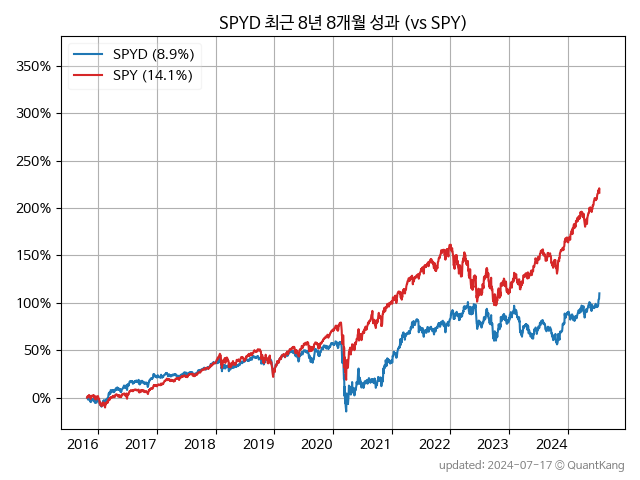 SPYD 최근 8년 8개월 성과 (vs SPY)
SPYD (8.9%)
SPY (14.1%)
350%
300%
250%
200%
150%
100%
50%
0%
2016 2017 2018 2019 2020 2021 2022 2023 2024
updated: 2024-07-17 © QuantKang